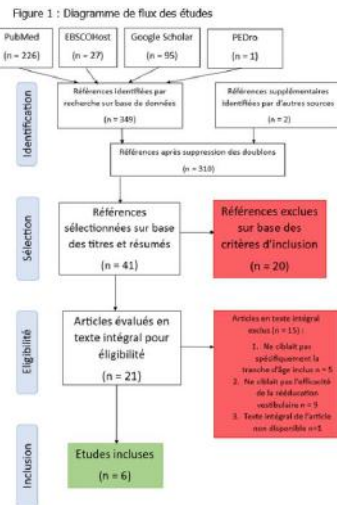 Figure 1 : Diagramme de flux des études
PubMed
(n = 226)
EBSCOHost
(n = 27)
Google Scholar
(n = 95)
PEDro
(n = 1)
Identification
Références identifiées par
recherche sur base de données
(n = 349)
Références supplémentaires
identifiées par d'autres sources
(n = 2)
Références après suppression des doublons
(n = 310)
Sélection
Références
sélectionnées sur base
des titres et résumés
(n = 41)
Références exclues
sur base des
critères d'inclusion
(n = 20)
Eligibilité
Articles évalués en
texte intégral pour
éligibilité
(n = 21)
Articles en texte intégral
exclus (n = 15) :
1. Ne ciblait pas
spécifiquement la
tranche d'âge inclus n = 5
2. Ne ciblait pas l'efficacité
de la rééducation
vestibulaire n = 9
3. Texte intégral de l'article
non disponible n=1
Inclusion
Etudes incluses
(n = 6)